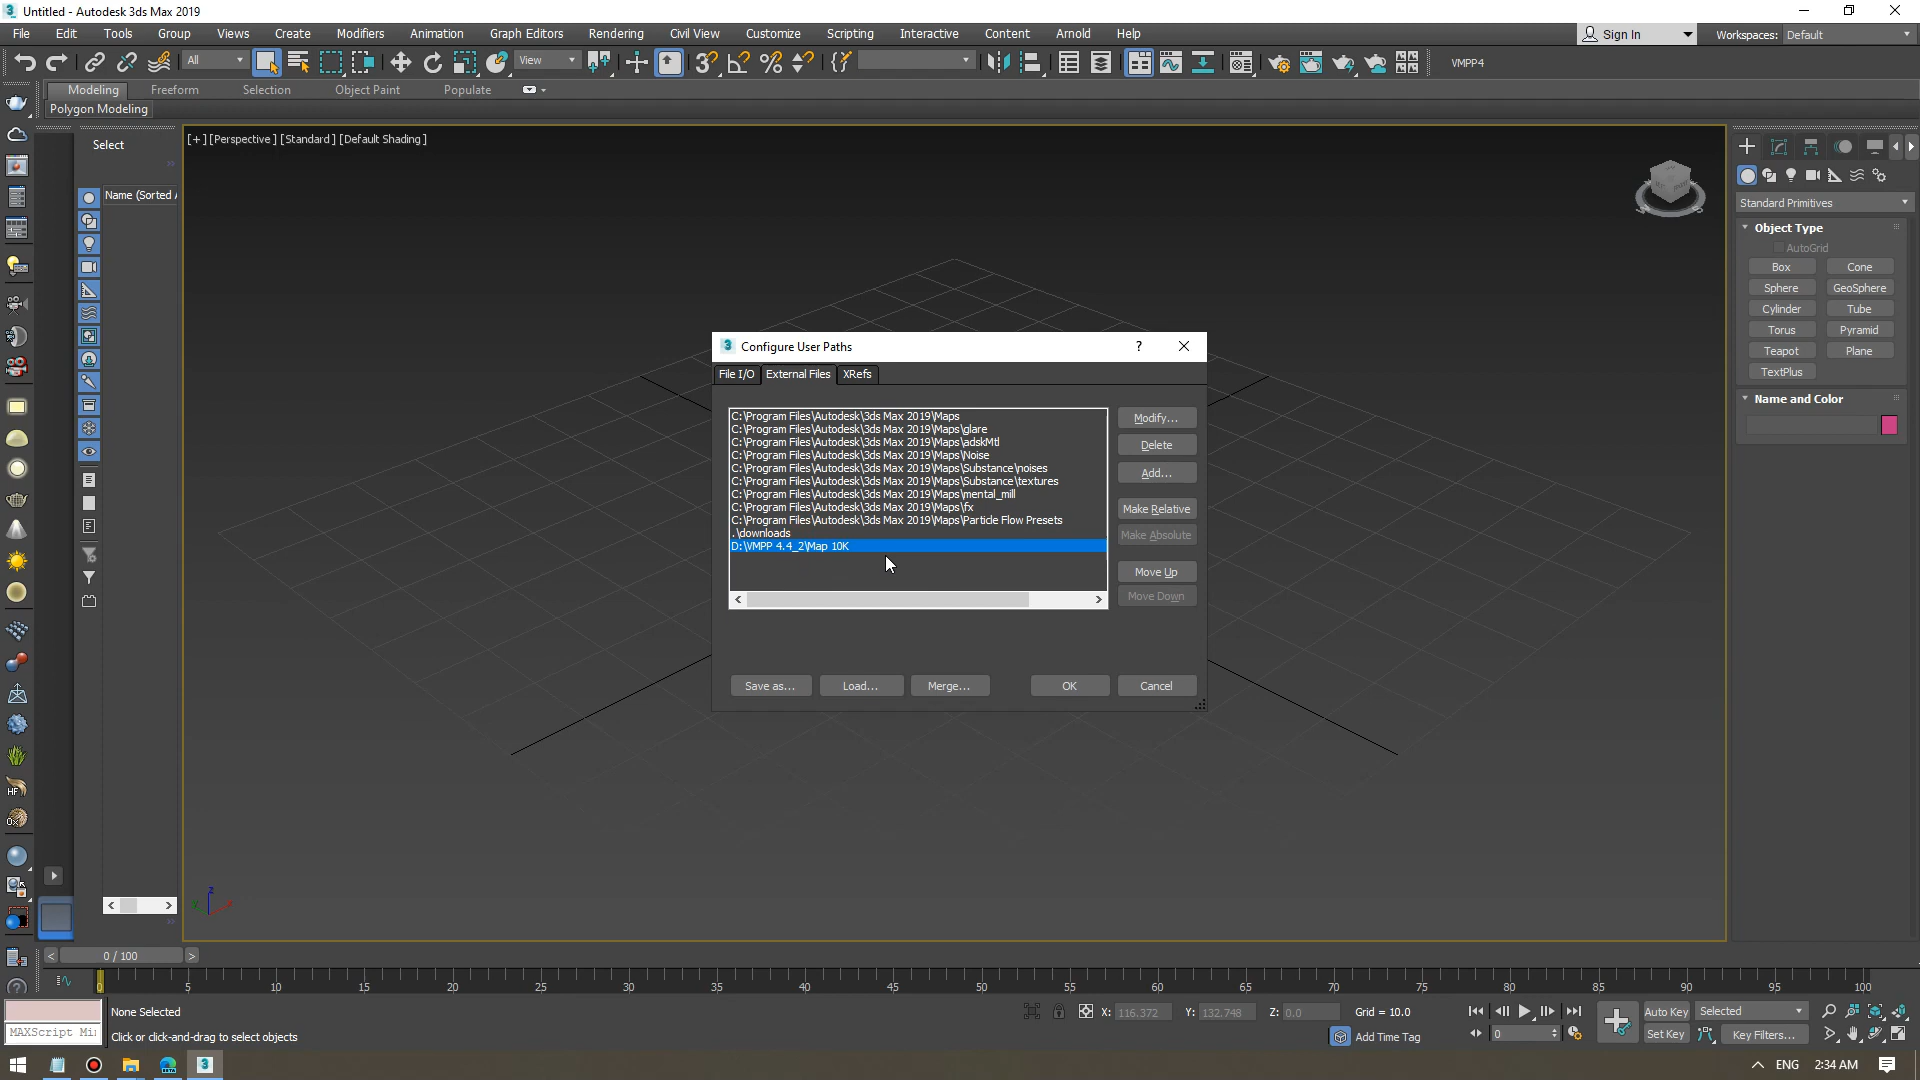 Untitled - Autodesk 3ds Max 2019
File Edit Tools Group Views Create Modifiers Animation Graph Editors Rendering Civil View Customize Scripting Interactive Content Arnold Help
Sign In
Workspaces: Default
All
View
VMPP4
Modeling Freeform Selection Object Paint Populate
Polygon Modeling
Select
Name (Sorted A
[+] [Perspective] [Standard] [Default Shading]
Standard Primitives
Object Type
AutoGrid
Box Cone
Sphere GeoSphere
Cylinder Tube
Torus Pyramid
Teapot Plane
TextPlus
Name and Color
Configure User Paths
?
File I/O External Files XRefs
C:\Program Files\Autodesk\3ds Max 2019\Maps
C:\Program Files\Autodesk\3ds Max 2019\Maps\glare
C:\Program Files\Autodesk\3ds Max 2019\Maps\adskMtl
C:\Program Files\Autodesk\3ds Max 2019\Maps\Noise
C:\Program Files\Autodesk\3ds Max 2019\Maps\Substance\noises
C:\Program Files\Autodesk\3ds Max 2019\Maps\Substance\textures
C:\Program Files\Autodesk\3ds Max 2019\Maps\mental_mill
C:\Program Files\Autodesk\3ds Max 2019\Maps\fx
C:\Program Files\Autodesk\3ds Max 2019\Maps\Particle Flow Presets
.\downloads
D:\VMPP 4.4_2\Map 10K
Modify...
Delete
Add...
Make Relative
Make Absolute
Move Up
Move Down
Save as... Load... Merge... OK Cancel
0 / 100
0 5 10 15 20 25 30 35 40 45 50 55 60 65 70 75 80 85 90 95 100
None Selected
X: 116.372 Y: 132.748 Z: 0.0 Grid = 10.0
Auto Key Selected
MAXScript Mi
Click or click-and-drag to select objects
Add Time Tag
0
Set Key Key Filters...
ENG 2:34 AM